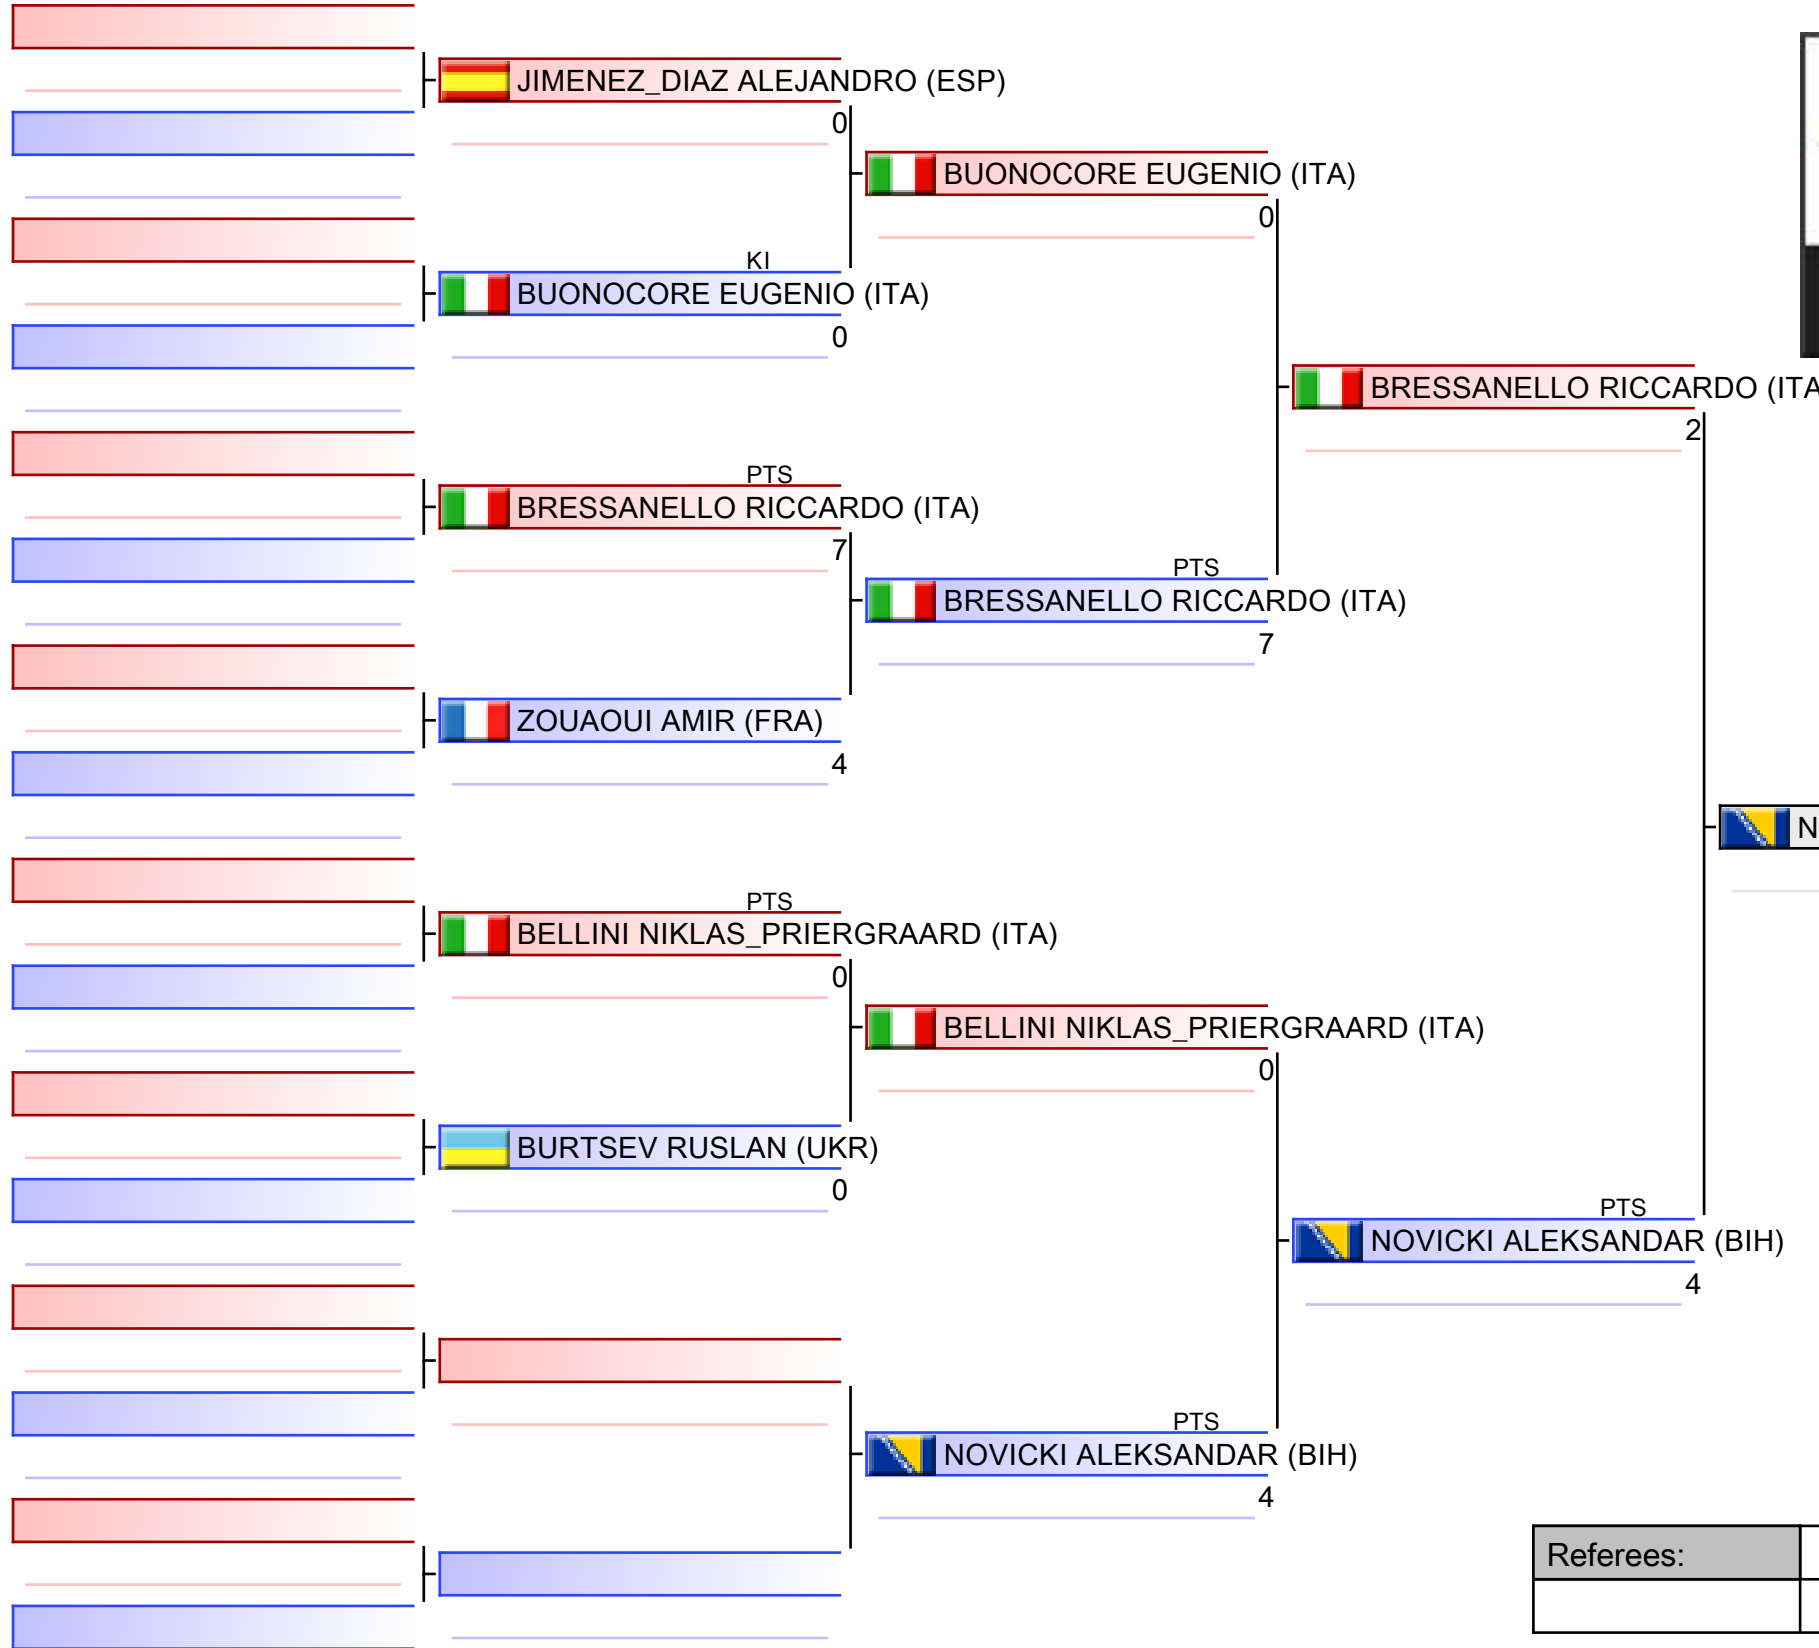 JIMENEZ_DIAZ ALEJANDRO (ESP)
0
BUONOCORE EUGENIO (ITA)
0
KI
BUONOCORE EUGENIO (ITA)
0
BRESSANELLO RICCARDO (ITA
2
PTS
BRESSANELLO RICCARDO (ITA)
7
PTS
BRESSANELLO RICCARDO (ITA)
7
ZOUAOUI AMIR (FRA)
4
N
PTS
BELLINI NIKLAS_PRIERGRAARD (ITA)
0
BELLINI NIKLAS_PRIERGRAARD (ITA)
0
BURTSEV RUSLAN (UKR)
0
PTS
NOVICKI ALEKSANDAR (BIH)
4
PTS
NOVICKI ALEKSANDAR (BIH)
4
Referees: